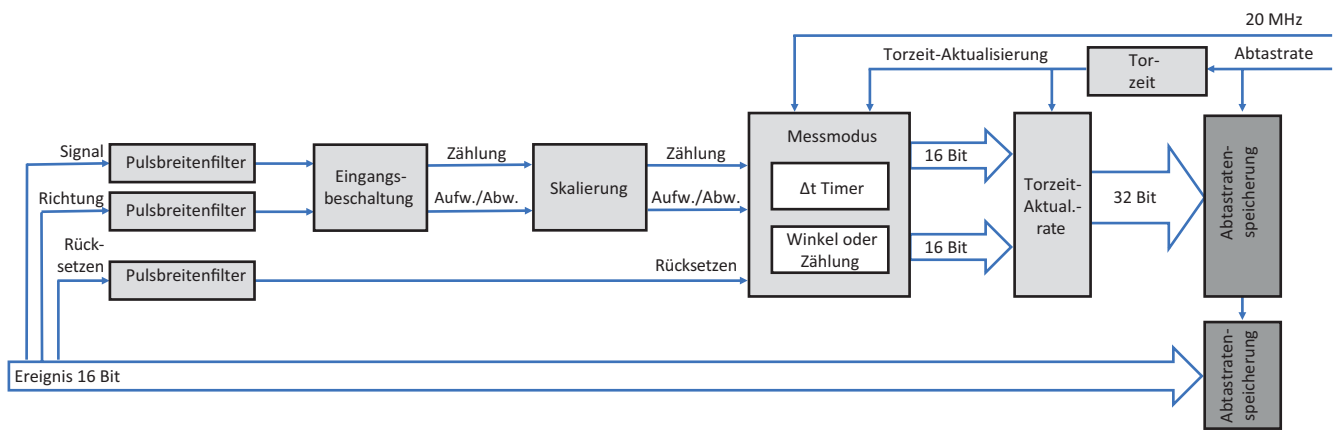 20 MHz
Torzeit-Aktualisierung
Tor-
zeit
Abtastrate
Signal
Pulsbreitenfilter
Richtung
Pulsbreitenfilter
Rück-
setzen
Pulsbreitenfilter
Eingangs-
beschaltung
Zählung
Aufw./Abw.
Skalierung
Zählung
Aufw./Abw.
Rücksetzen
Messmodus
Δt Timer
Winkel oder
Zählung
16 Bit
16 Bit
Torzeit-
Aktual.-
rate
32 Bit
Abtastraten-
speicherung
Ereignis 16 Bit
Abtastraten-
speicherung